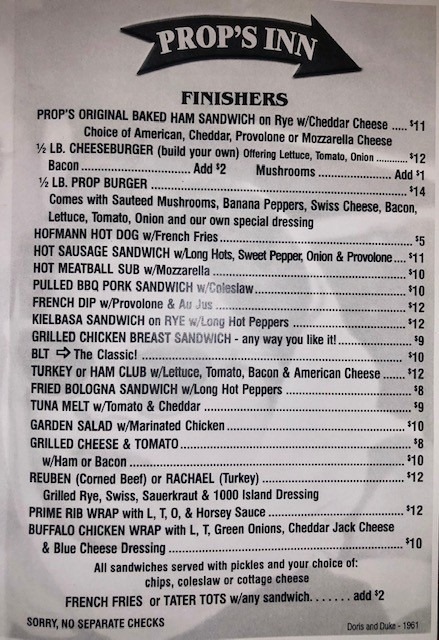 PROP'S INN
FINISHERS
PROP'S ORIGINAL BAKED HAM SANDWICH on Rye w/Cheddar Cheese ..... $11
Choice of American, Cheddar, Provolone or Mozzarella Cheese
½ LB. CHEESEBURGER (build your own) Offering Lettuce, Tomato, Onion ........... $12
Bacon ............................ Add $2 Mushrooms .................... Add $1
½ LB. PROP BURGER ................................................................ $14
Comes with Sauteed Mushrooms, Banana Peppers, Swiss Cheese, Bacon,
Lettuce, Tomato, Onion and our own special dressing
HOFMANN HOT DOG w/French Fries .................................................. $5
HOT SAUSAGE SANDWICH w/Long Hots, Sweet Pepper, Onion & Provolone .... $11
HOT MEATBALL SUB w/Mozzarella .................................................. $10
PULLED BBQ PORK SANDWICH w/Coleslaw ........................................ $10
FRENCH DIP w/Provolone & Au Jus .................................................. $12
KIELBASA SANDWICH on RYE w/Long Hot Peppers .............................. $12
GRILLED CHICKEN BREAST SANDWICH - any way you like it! ................... $9
BLT ⇨ The Classic! ................................................................ $10
TURKEY or HAM CLUB w/Lettuce, Tomato, Bacon & American Cheese ...... $12
FRIED BOLOGNA SANDWICH w/Long Hot Peppers ................................ $8
TUNA MELT w/Tomato & Cheddar .................................................. $9
GARDEN SALAD w/Marinated Chicken .............................................. $10
GRILLED CHEESE & TOMATO ........................................................ $8
w/Ham or Bacon .................................................................. $10
REUBEN (Corned Beef) or RACHAEL (Turkey) .................................... $12
Grilled Rye, Swiss, Sauerkraut & 1000 Island Dressing
PRIME RIB WRAP with L, T, O, & Horsey Sauce .................................. $12
BUFFALO CHICKEN WRAP with L, T, Green Onions, Cheddar Jack Cheese
& Blue Cheese Dressing .......................................................... $10
All sandwiches served with pickles and your choice of:
chips, coleslaw or cottage cheese
FRENCH FRIES or TATER TOTS w/any sandwich. . . . . . . add $2
SORRY, NO SEPARATE CHECKS Doris and Duke - 1961